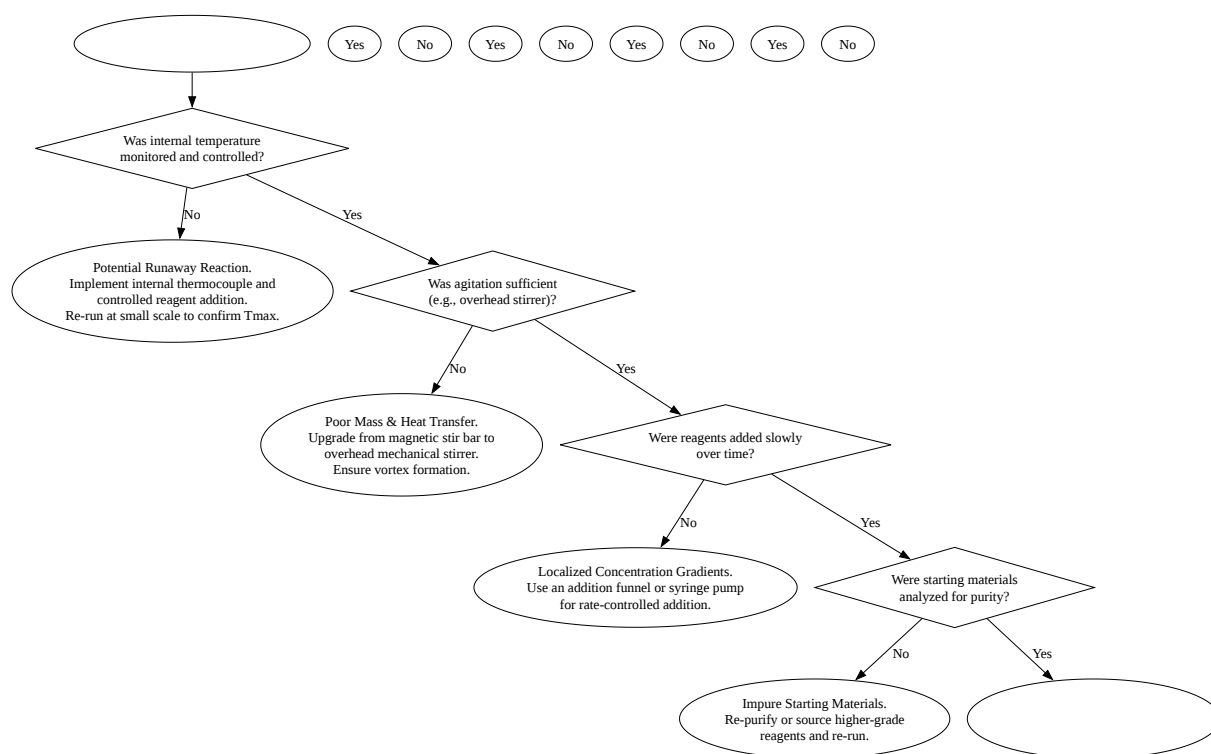 Yes
No
Yes
No
Yes
No
Yes
No
Was internal temperature
monitored and controlled?
No
Yes
Potential Runaway Reaction.
Implement internal thermocouple and
controlled reagent addition.
Re-run at small scale to confirm Tmax.
Was agitation sufficient
(e.g., overhead stirrer)?
No
Yes
Poor Mass & Heat Transfer.
Upgrade from magnetic stir bar to
overhead mechanical stirrer.
Ensure vortex formation.
Were reagents added slowly
over time?
No
Yes
Localized Concentration Gradients.
Use an addition funnel or syringe pump
for rate-controlled addition.
Were starting materials
analyzed for purity?
No
Yes
Impure Starting Materials.
Re-purify or source higher-grade
reagents and re-run.